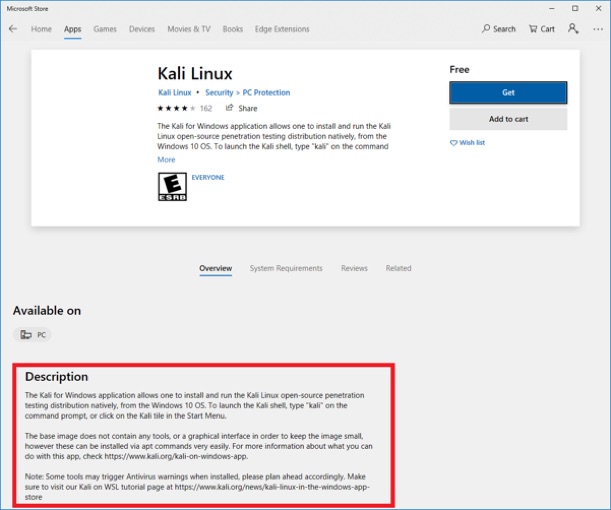 Microsoft Store
Home Apps Games Devices Movies & TV Books Edge Extensions Search Cart
Kali Linux
Kali Linux • Security > PC Protection
162 Share
The Kali for Windows application allows one to install and run the Kali
Linux open-source penetration testing distribution natively, from the
Windows 10 OS. To launch the Kali shell, type "kali" on the command
More
E
ESRB
EVERYONE
Free
Get
Add to cart
Wish list
Overview System Requirements Reviews Related
Available on
PC
Description
The Kali for Windows application allows one to install and run the Kali Linux open-source penetration
testing distribution natively, from the Windows 10 OS. To launch the Kali shell, type "kali" on the
command prompt, or click on the Kali tile in the Start Menu.
The base image does not contain any tools, or a graphical interface in order to keep the image small,
however these can be installed via apt commands very easily. For more information about what you can
do with this app, check https://www.kali.org/kali-on-windows-app.
Note: Some tools may trigger Antivirus warnings when installed, please plan ahead accordingly. Make
sure to visit our Kali on WSL tutorial page at https://www.kali.org/news/kali-linux-in-the-windows-app-
store